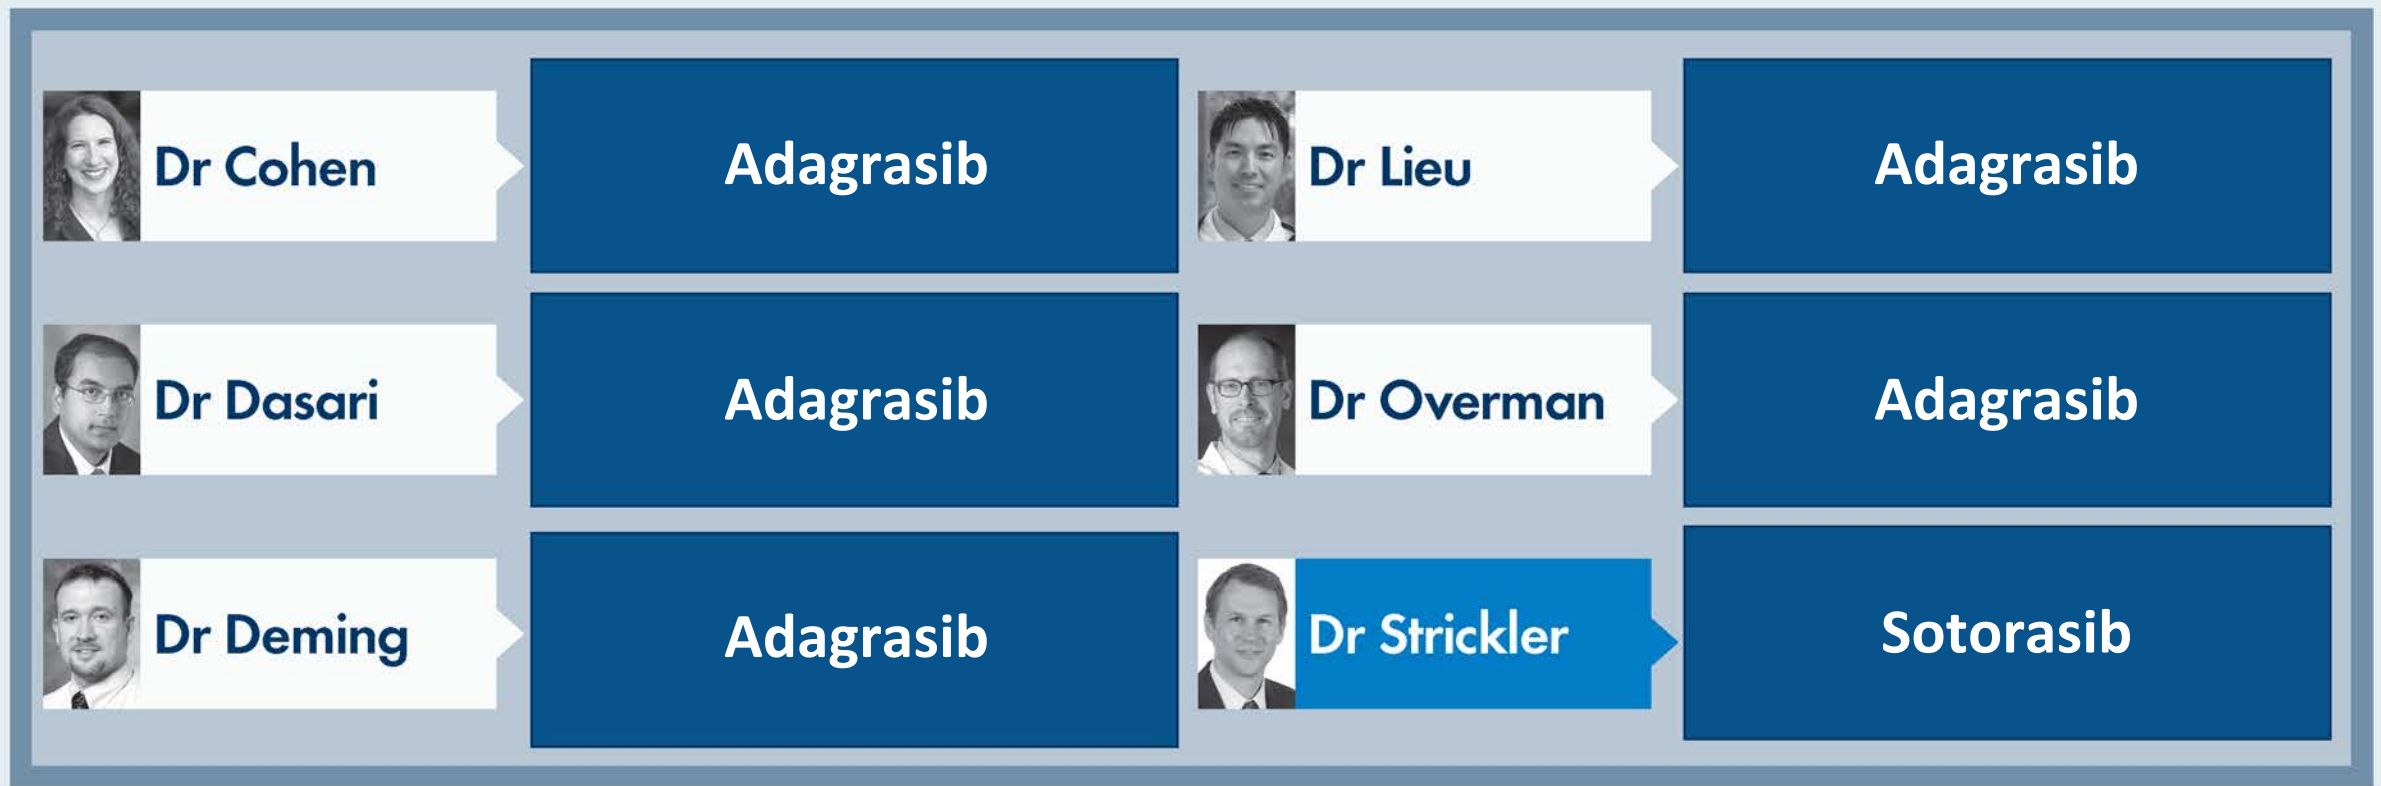 Dr Cohen
Adagrasib
Dr Lieu
Adagrasib
Dr Dasari
Adagrasib
Dr Overman
Adagrasib
Dr Deming
Adagrasib
Dr Strickler
Sotorasib